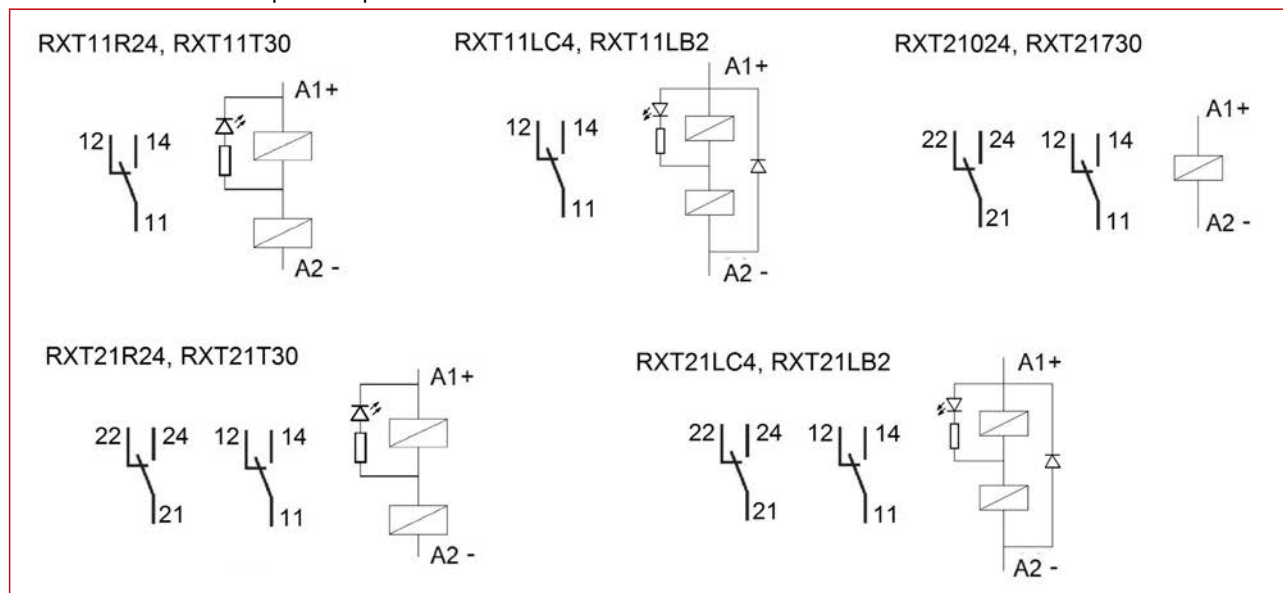 RXT11R24, RXT11T30
A1+
12
14
11
A2 -
RXT11LC4, RXT11LB2
A1+
12
14
11
A2 -
RXT21024, RXT21730
A1+
22
24
12
14
21
11
A2 -
RXT21R24, RXT21T30
A1+
22
24
12
14
21
11
A2 -
RXT21LC4, RXT21LB2
A1+
22
24
12
14
21
11
A2 -